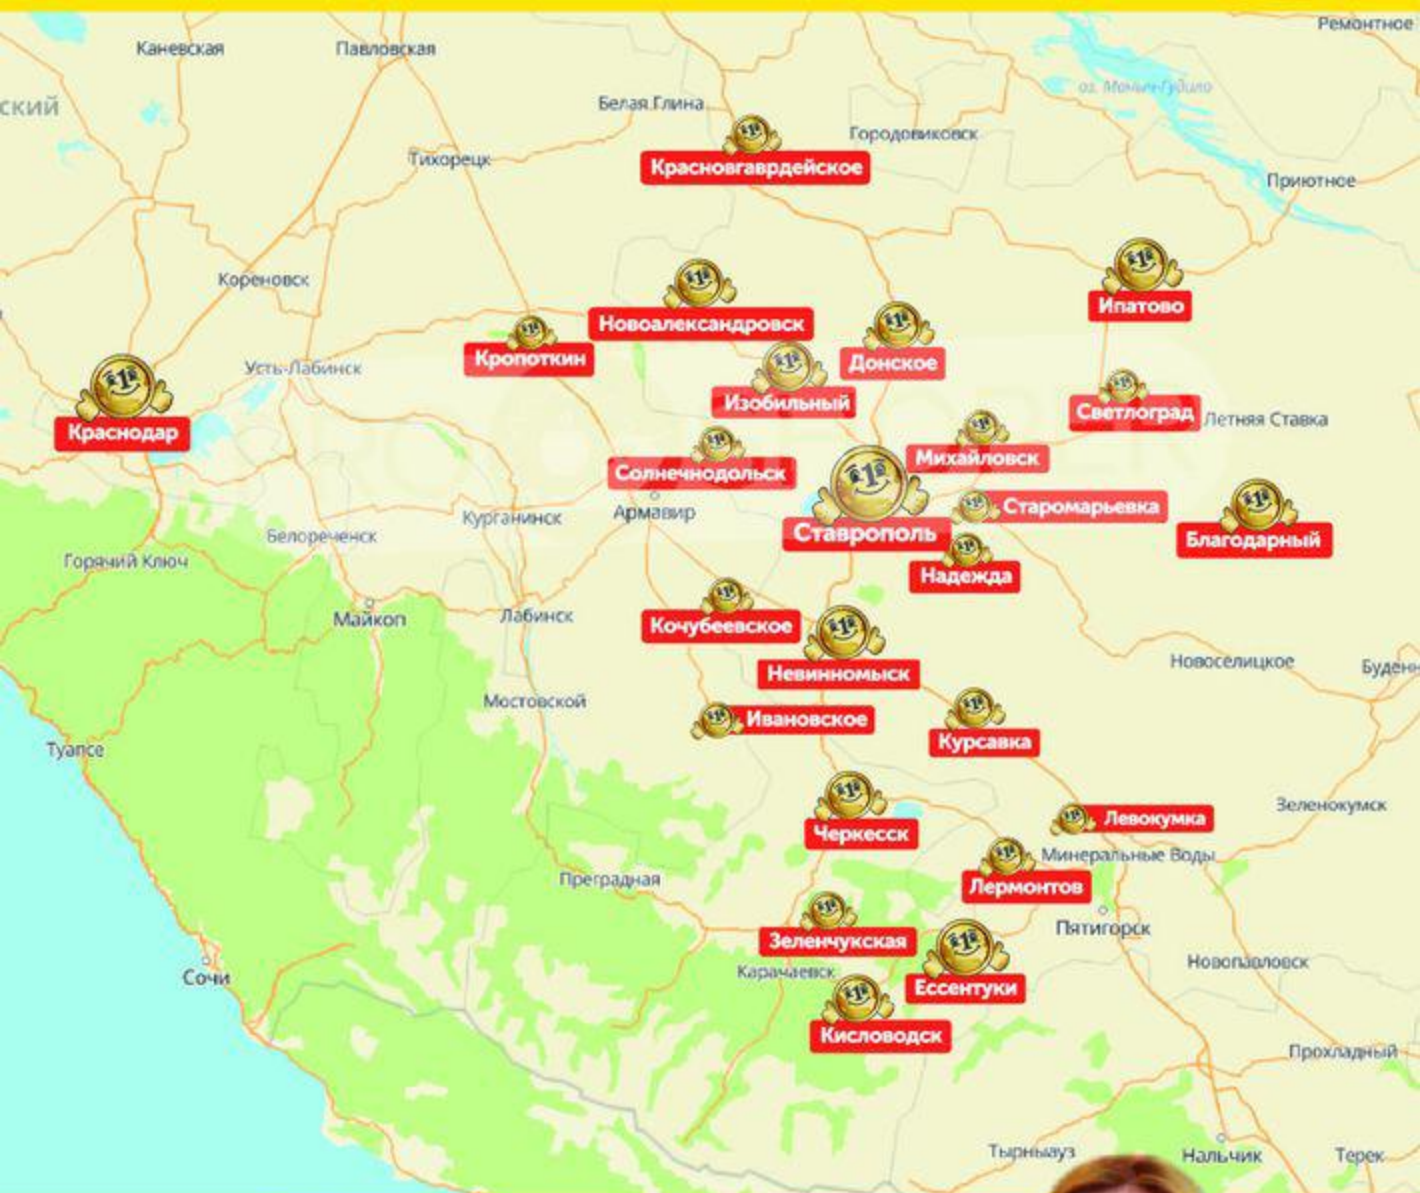 Ремонтное
Каневская
Павловская
оз. Маныч-Гудило
ский
Белая Глина
Городовиковск
Тихорецк
Красновгаврдейское
Приютное
Кореновск
Ипатово
Новоалександровск
Кропоткин
Донское
Усть-Лабинск
Изобильный
Светлоград
Летняя Ставка
Краснодар
Михайловск
Солнечнодольск
Армавир
Старомарьевка
Курганинск
Ставрополь
Белореченск
Благодарный
Горячий Ключ
Надежда
Майкоп
Лабинск
Кочубеевское
Новоселицкое
Буденн
Невинномыск
Мостовской
Ивановское
Курсавка
Туапсе
Зеленокумск
Левокумка
Черкесск
Минеральные Воды
Преградная
Лермонтов
Пятигорск
Зеленчукская
Новопавловск
Карачаевск
Сочи
Ессентуки
Кисловодск
Прохладный
Тырныауз
Нальчик
Терек